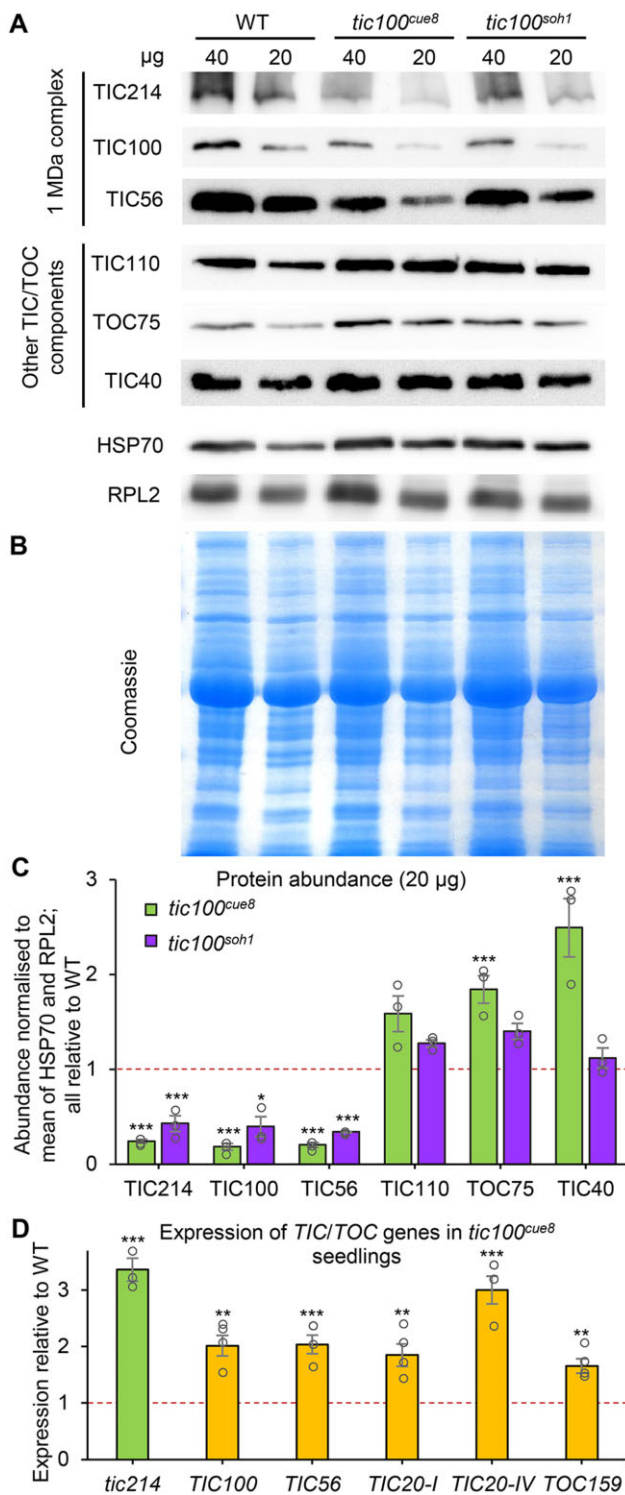 A
WT tic100cue8 tic100soh1
µg 40 20 40 20 40 20
1 MDa complex
TIC214
TIC100
TIC56
Other TIC/TOC
components
TIC110
TOC75
TIC40
HSP70
RPL2
B
Coomassie
C
Protein abundance (20 µg)
tic100cue8
tic100soh1
Abundance normalised to
mean of HSP70 and RPL2;
all relative to WT
3
2
1
0
*** *** *** * *** *** *** ***
TIC214 TIC100 TIC56 TIC110 TOC75 TIC40
D
Expression of TIC/TOC genes in tic100cue8
seedlings
Expression relative to WT
3
2
1
0
*** ** *** ** *** **
tic214 TIC100 TIC56 TIC20-I TIC20-IV TOC159